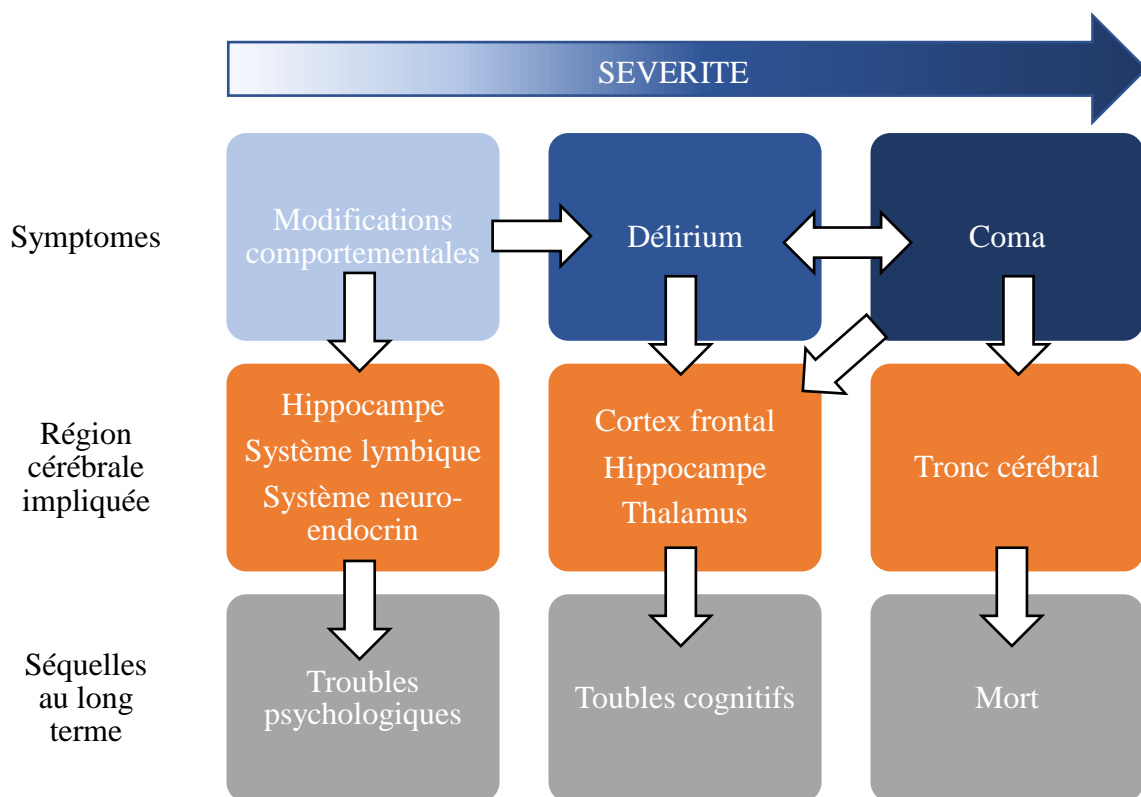 SEVERITE
Symptomes
Modifications
comportementales
Délirium
Coma
Région
cérébrale
impliquée
Hippocampe
Système lymbique
Système neuro-
endocrin
Cortex frontal
Hippocampe
Thalamus
Tronc cérébral
Séquelles
au long
terme
Troubles
psychologiques
Toubles cognitifs
Mort